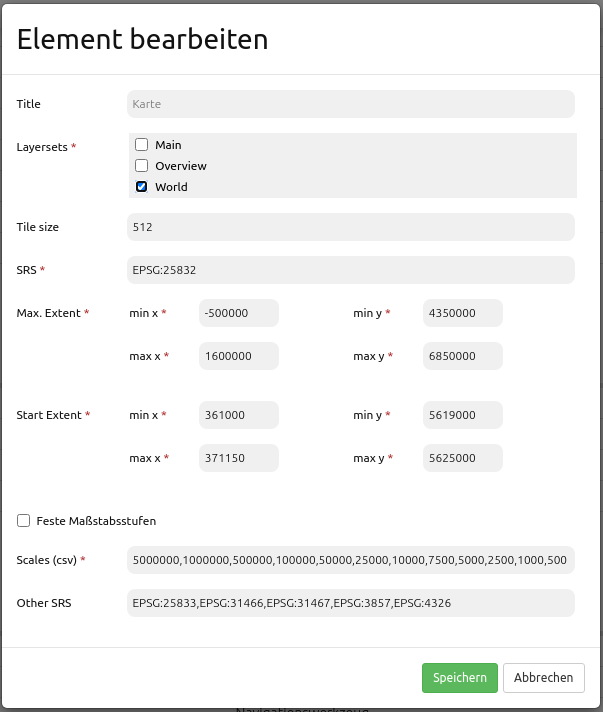 Element bearbeiten
Title Karte
Layersets * Main
Overview
World
Tile size 512
SRS * EPSG:25832
Max. Extent * min x * -500000 min y * 4350000
max x * 1600000 max y * 6850000
Start Extent * min x * 361000 min y * 5619000
max x * 371150 max y * 5625000
Feste Maßstabsstufen
Scales (csv) * 5000000,1000000,500000,100000,50000,25000,10000,7500,5000,2500,1000,500
Other SRS EPSG:25833,EPSG:31466,EPSG:31467,EPSG:3857,EPSG:4326
Speichern Abbrechen